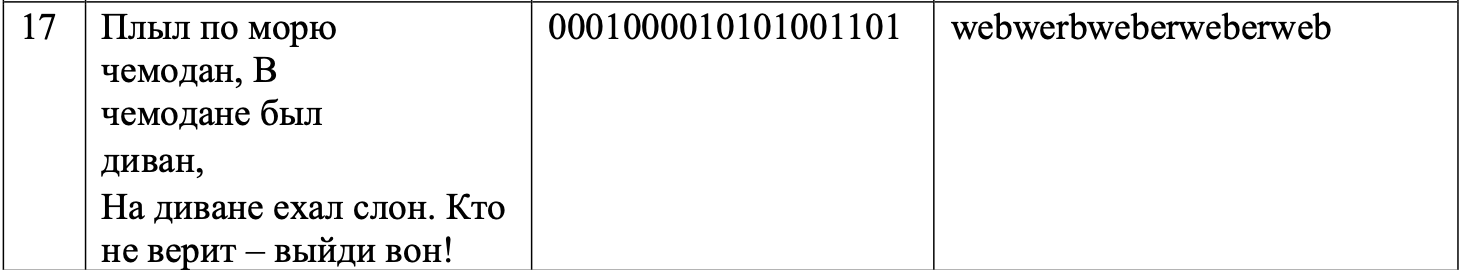 17
Плыл по морю
чемодан, В
чемодане был
диван,
На диване ехал слон. Кто
не верит – выйди вон!
0001000010101001101
webwerbweberweberweb